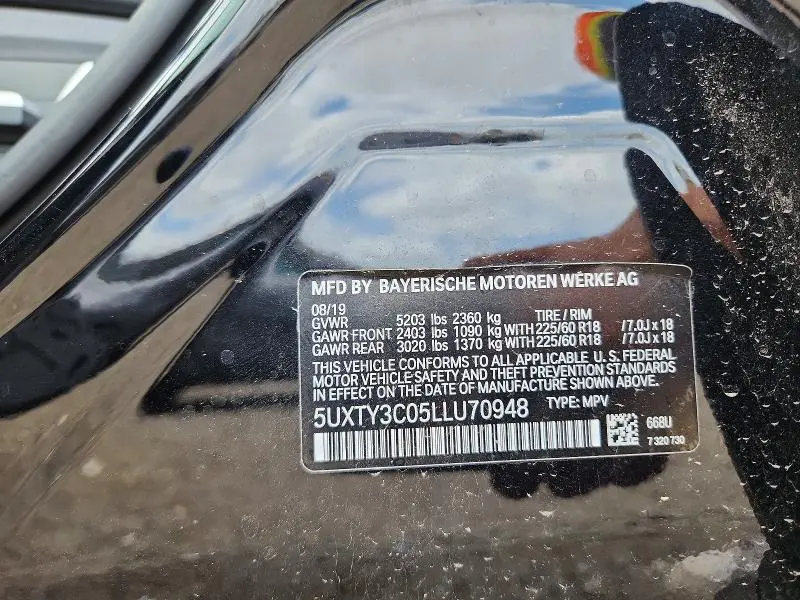 MFD BY BAYERISCHE MOTOREN WERKE AG
08/19
GVWR 5203 lbs 2360 kg TIRE / RIM
GAWR FRONT 2403 lbs 1090 kg WITH 225/60 R18 /7.0J x 18
GAWR REAR 3020 lbs 1370 kg WITH 225/60 R18 /7.0J x 18
THIS VEHICLE CONFORMS TO ALL APPLICABLE U.S. FEDERAL
MOTOR VEHICLE SAFETY AND THEFT PREVENTION STANDARDS
IN EFFECT ON THE DATE OF MANUFACTURE SHOWN ABOVE.
5UXTY3C05LLU70948 TYPE: MPV
668U
7 320 730